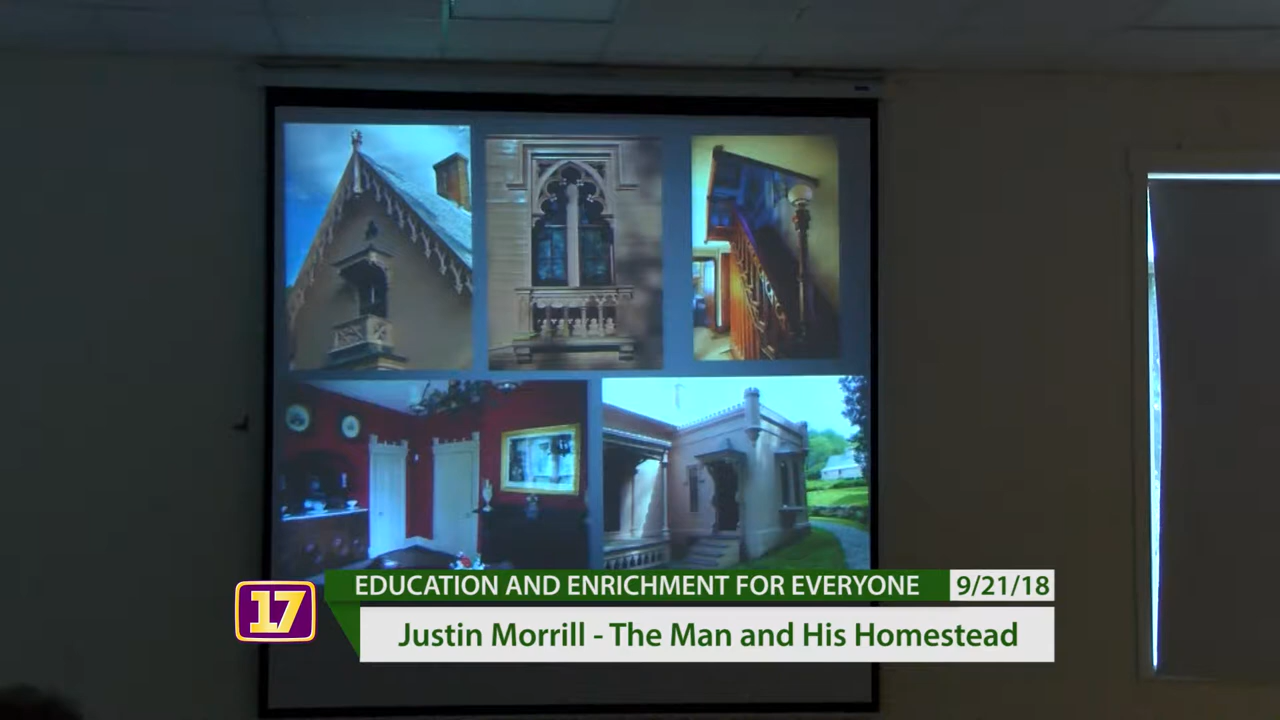 EDUCATION AND ENRICHMENT FOR EVERYONE 9/21/18
17
Justin Morrill - The Man and His Homestead